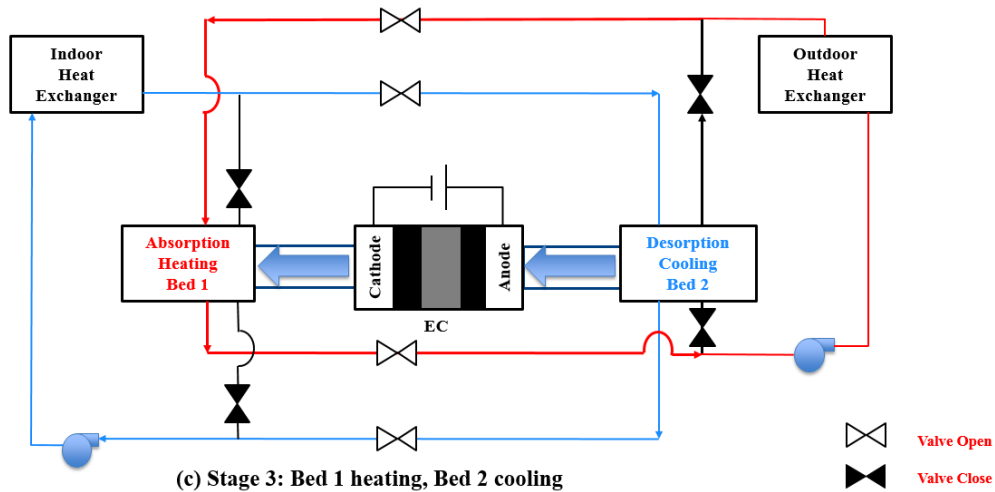 Indoor
Heat
Exchanger
Outdoor
Heat
Exchanger
Absorption
Heating
Bed 1
Cathode
Anode
EC
Desorption
Cooling
Bed 2
Valve Open
Valve Close
(c) Stage 3: Bed 1 heating, Bed 2 cooling